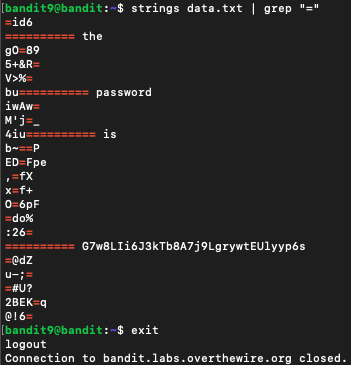 bandit9@bandit:~$ strings data.txt | grep "="
=id6
========== the
gO=89
5+&R=
V>%=
bu========== password
iwAw=
M'j=_
4iu========== is
b~==P
ED=Fpe
,=fX
x=f+
O=6pF
=do%
:26=
========== G7w8LIi6J3kTb8A7j9LgrywtEUlyyp6s
=@dZ
u-;=
=#U?
2BEK=q
@!6=
bandit9@bandit:~$ exit
logout
Connection to bandit.labs.overthewire.org closed.